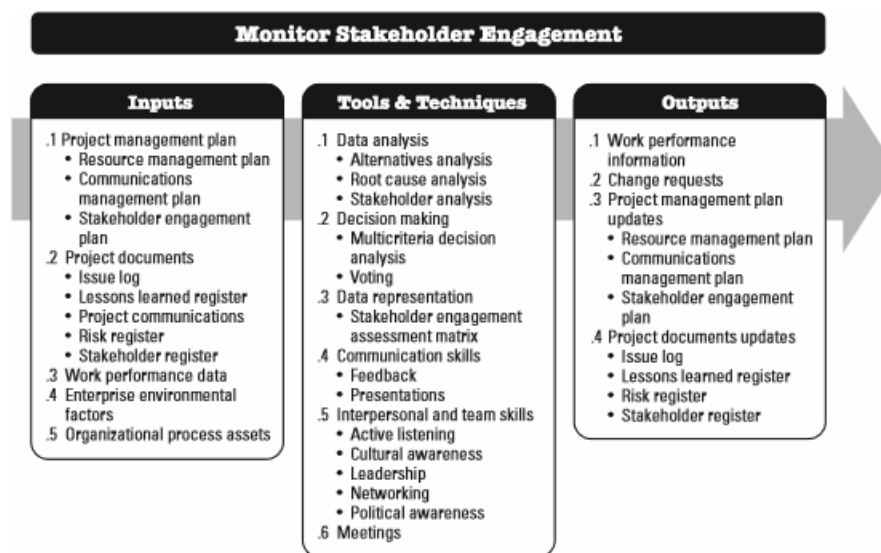 Monitor Stakeholder Engagement
Inputs
.1 Project management plan
• Resource management plan
• Communications
management plan
• Stakeholder engagement
plan
.2 Project documents
• Issue log
• Lessons learned register
• Project communications
• Risk register
• Stakeholder register
.3 Work performance data
.4 Enterprise environmental
factors
.5 Organizational process assets
Tools & Techniques
.1 Data analysis
• Alternatives analysis
• Root cause analysis
• Stakeholder analysis
.2 Decision making
• Multicriteria decision
analysis
• Voting
.3 Data representation
• Stakeholder engagement
assessment matrix
.4 Communication skills
• Feedback
• Presentations
.5 Interpersonal and team skills
• Active listening
• Cultural awareness
• Leadership
• Networking
• Political awareness
.6 Meetings
Outputs
.1 Work performance
information
.2 Change requests
.3 Project management plan
updates
• Resource management plan
• Communications
management plan
• Stakeholder engagement
plan
.4 Project documents updates
• Issue log
• Lessons learned register
• Risk register
• Stakeholder register